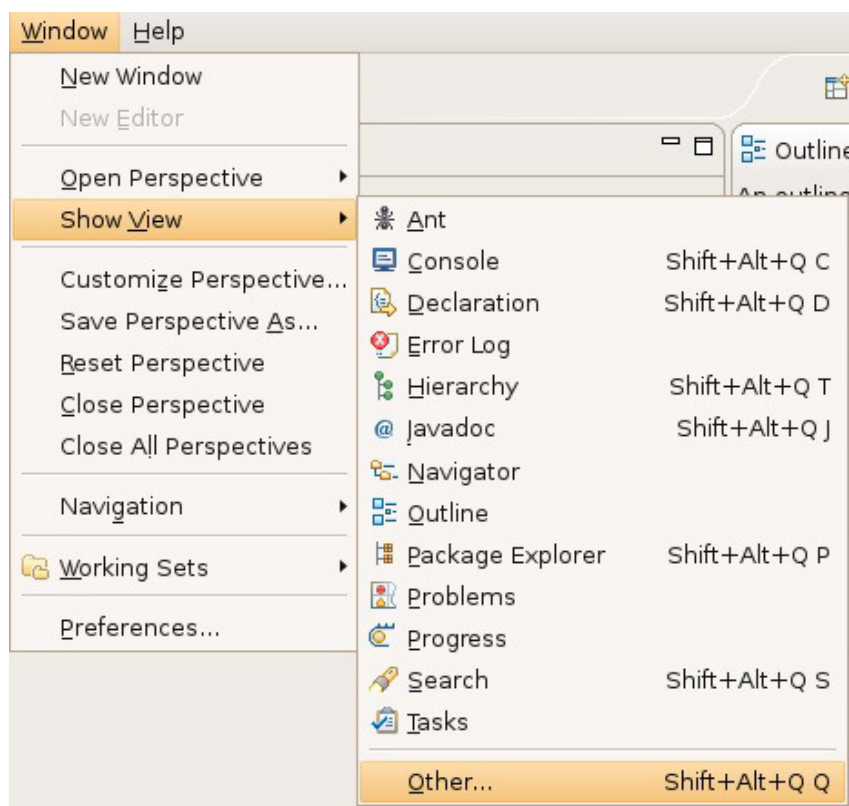 Window Help
New Window
New Editor
Open Perspective
Show View
Customize Perspective...
Save Perspective As...
Reset Perspective
Close Perspective
Close All Perspectives
Navigation
Working Sets
Preferences...
Outline
An outline
Ant
Console Shift+Alt+Q C
Declaration Shift+Alt+Q D
Error Log
Hierarchy Shift+Alt+Q T
Javadoc Shift+Alt+Q J
Navigator
Outline
Package Explorer Shift+Alt+Q P
Problems
Progress
Search Shift+Alt+Q S
Tasks
Other... Shift+Alt+Q Q